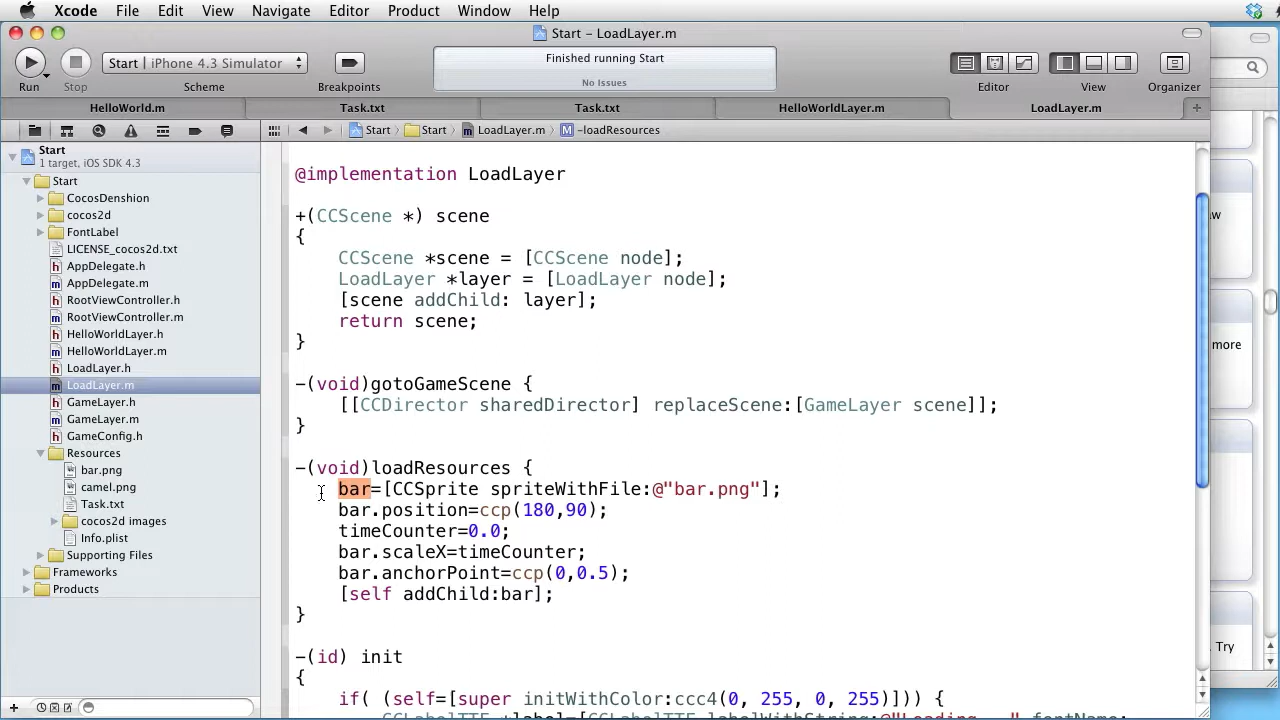 Xcode File Edit View Navigate Editor Product Window Help
Start – LoadLayer.m
Start | iPhone 4.3 Simulator
Finished running Start
No Issues
Run Stop Scheme Breakpoints Editor View Organizer
HelloWorld.m Task.txt Task.txt HelloWorldLayer.m LoadLayer.m
Start Start LoadLayer.m -loadResources
Start
1 target, iOS SDK 4.3
Start
CocosDenshion
cocos2d
FontLabel
LICENSE_cocos2d.txt
AppDelegate.h
AppDelegate.m
RootViewController.h
RootViewController.m
HelloWorldLayer.h
HelloWorldLayer.m
LoadLayer.h
LoadLayer.m
GameLayer.h
GameLayer.m
GameConfig.h
Resources
bar.png
camel.png
Task.txt
cocos2d images
Info.plist
Supporting Files
Frameworks
Products
@implementation LoadLayer
+(CCScene *) scene
{
CCScene *scene = [CCScene node];
LoadLayer *layer = [LoadLayer node];
[scene addChild: layer];
return scene;
}
-(void)gotoGameScene {
[[CCDirector sharedDirector] replaceScene:[GameLayer scene]];
}
-(void)loadResources {
bar=[CCSprite spriteWithFile:@"bar.png"];
bar.position=ccp(180,90);
timeCounter=0.0;
bar.scaleX=timeCounter;
bar.anchorPoint=ccp(0,0.5);
[self addChild:bar];
}
-(id) init
{
if( (self=[super initWithColor:ccc4(0, 255, 0, 255)])) {
CCLabelTTF *label=[CCLabelTTF labelWithString:@"Loading..." fontName:
more
Try